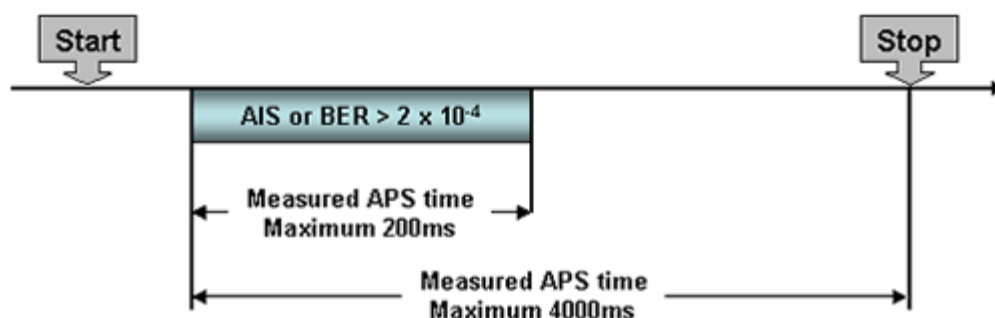 Start
Stop
AIS or BER > 2 x 10⁻⁴
Measured APS time
Maximum 200ms
Measured APS time
Maximum 4000ms